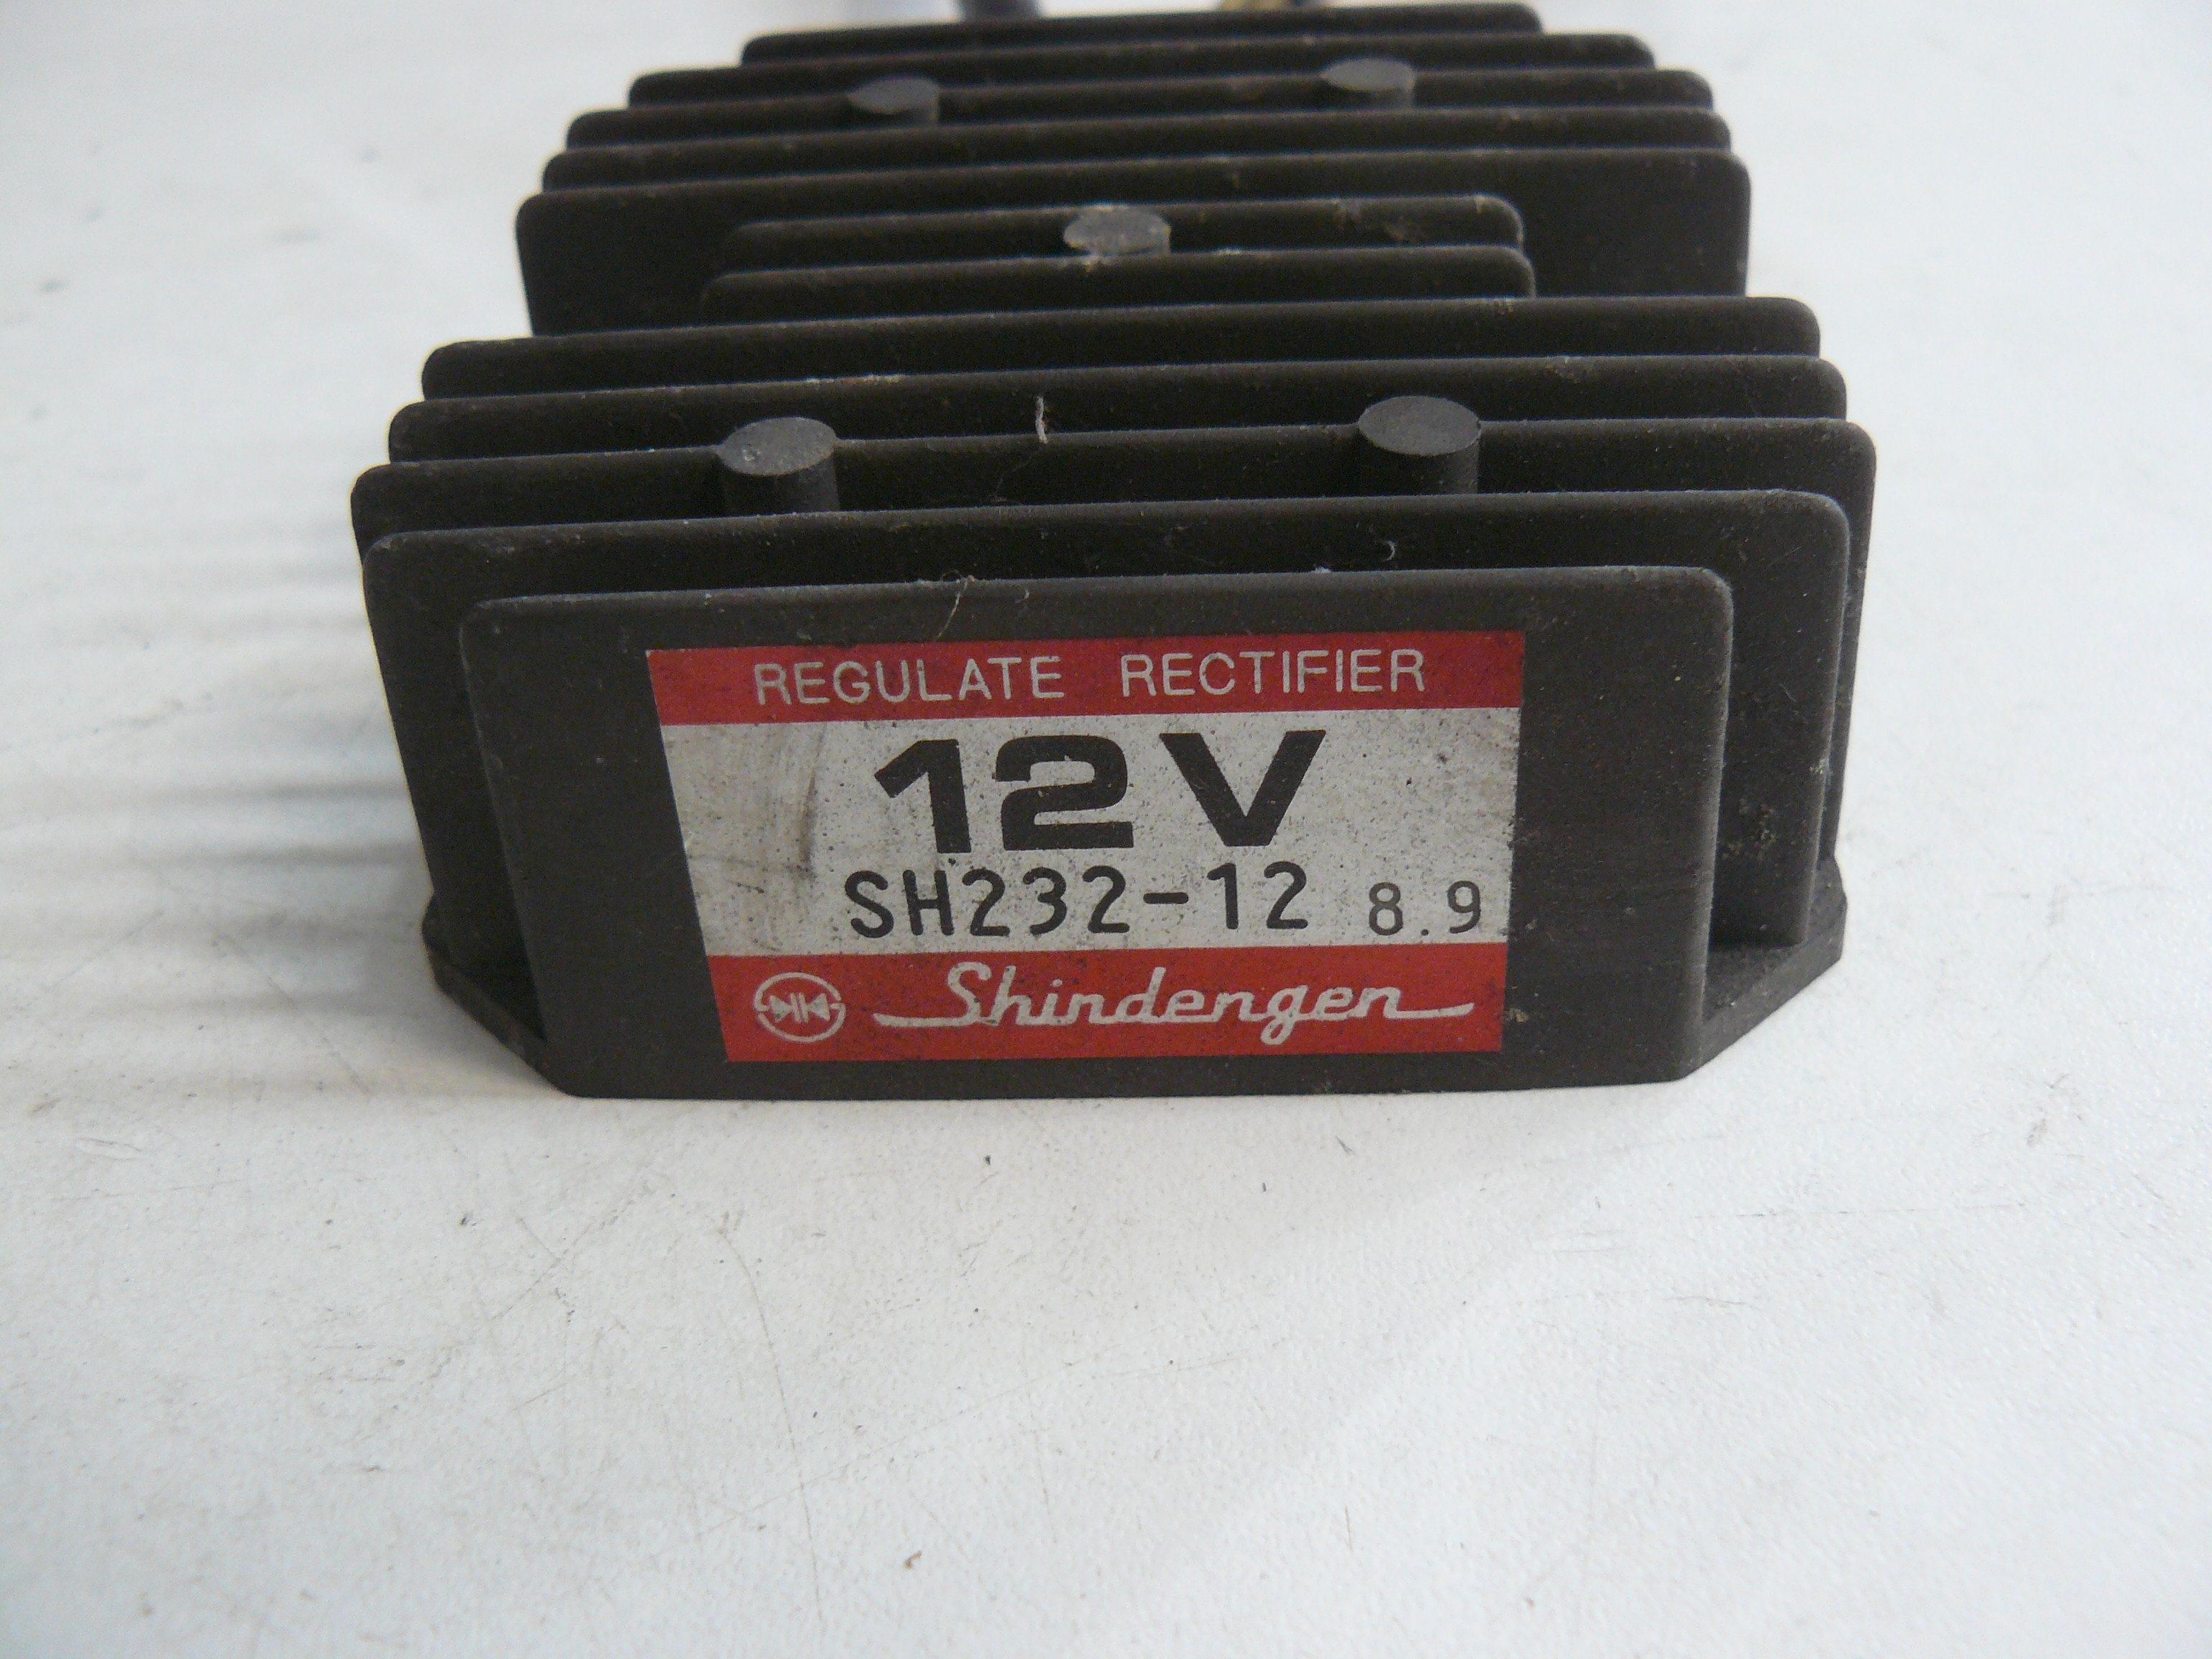 REGULATE RECTIFIER
12V
SH232-12 8.9
Shindengen